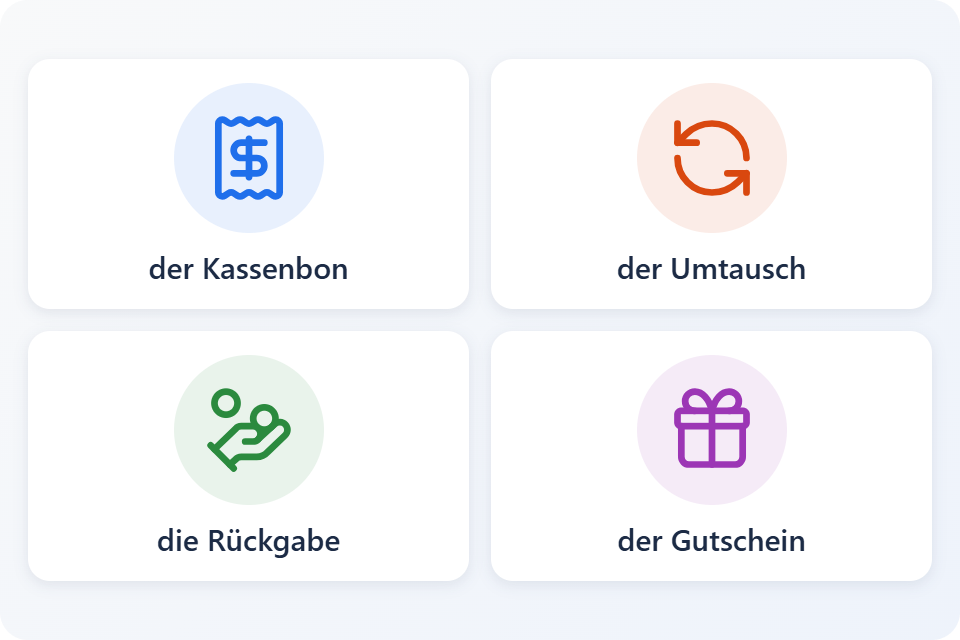 der Kassenbon
der Umtausch
die Rückgabe
der Gutschein